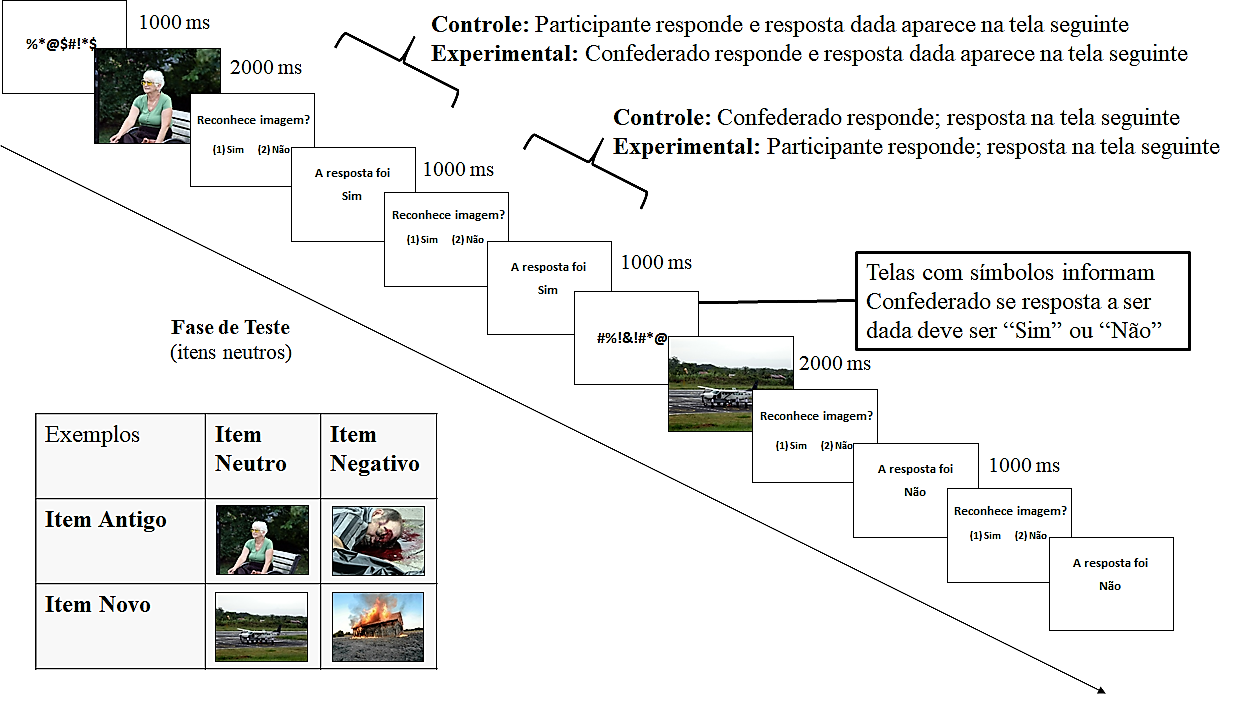 %*@$#!*$
1000 ms
Controle: Participante responde e resposta dada aparece na tela seguinte
Experimental: Confederado responde e resposta dada aparece na tela seguinte
2000 ms
Reconhece imagem?
(1) Sim (2) Não
Controle: Confederado responde; resposta na tela seguinte
Experimental: Participante responde; resposta na tela seguinte
A resposta foi
Sim
1000 ms
Reconhece imagem?
(1) Sim (2) Não
A resposta foi
Sim
1000 ms
#%!&!#*@
Telas com símbolos informam
Confederado se resposta a ser
dada deve ser “Sim” ou “Não”
2000 ms
Reconhece imagem?
(1) Sim (2) Não
A resposta foi
Não
1000 ms
Reconhece imagem?
(1) Sim (2) Não
A resposta foi
Não
Fase de Teste
(itens neutros)
Exemplos
Item
Neutro
Item
Negativo
Item Antigo
Item Novo